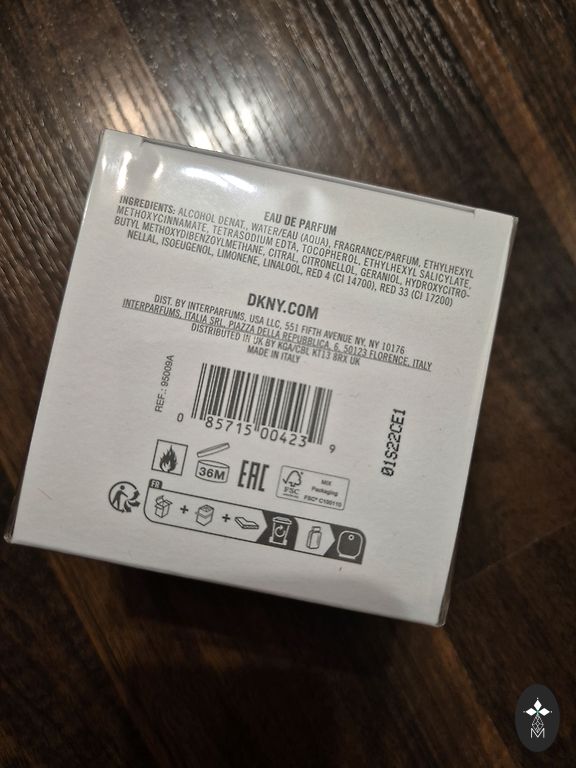 EAU DE PARFUM
INGREDIENTS: ALCOHOL DENAT., WATER/EAU (AQUA), FRAGRANCE/PARFUM, ETHYLHEXYL
METHOXYCINNAMATE, TETRASODIUM EDTA, TOCOPHEROL, ETHYLHEXYL SALICYLATE,
BUTYL METHOXYDIBENZOYLMETHANE, CITRAL, CITRONELLOL, GERANIOL, HYDROXYCITRO-
NELLAL, ISOEUGENOL, LIMONENE, LINALOOL, RED 4 (CI 14700), RED 33 (CI 17200)
DKNY.COM
DIST. BY INTERPARFUMS, USA LLC, 551 FIFTH AVENUE NY, NY 10176
INTERPARFUMS, ITALIA SRL, PIAZZA DELLA REPUBBLICA, 6, 50123 FLORENCE, ITALY
DISTRIBUTED IN UK BY KGA/CBL KT13 8RX UK
MADE IN ITALY
REF.: 95009A
0 85715 00423 9
01S22CE1
36M
EAC
FSC
MIX
Packaging
FSC® C100110
FR
M